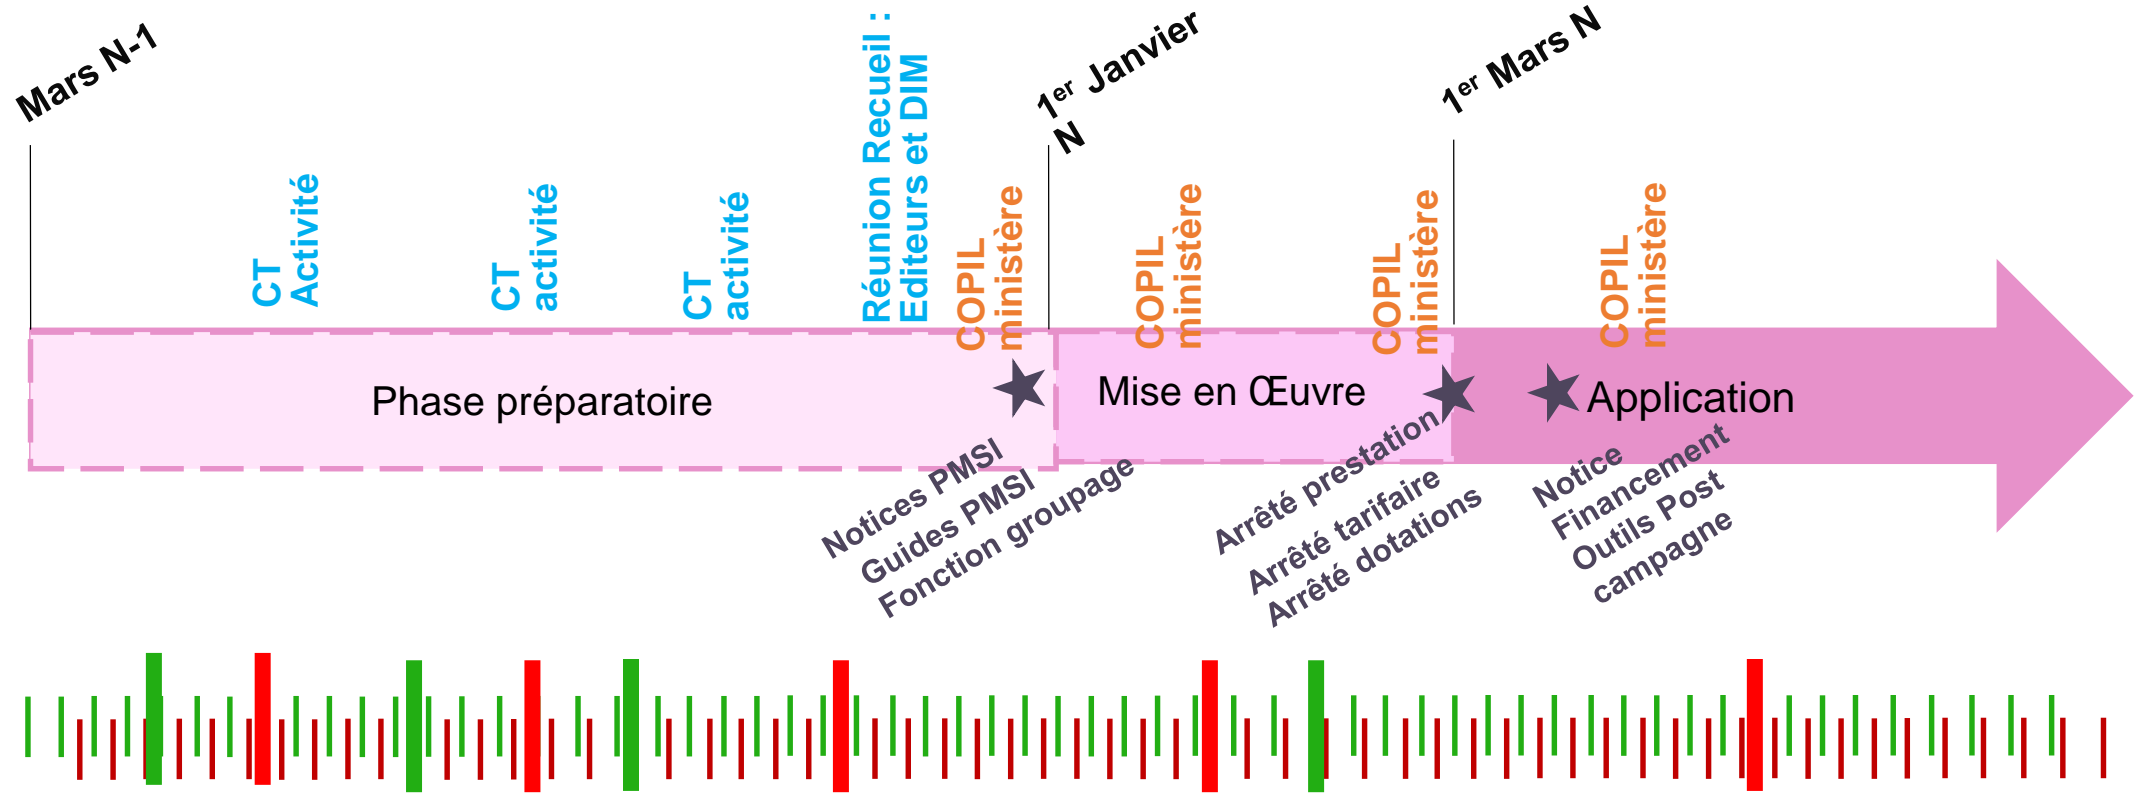 Mars N-1
CT
Activité
CT
activité
CT
activité
Réunion Recueil :
Editeurs et DIM
COPIL
ministère
1er Janvier
N
COPIL
ministère
COPIL
ministère
1er Mars N
COPIL
ministère
Phase préparatoire
Mise en Œuvre
Application
Notices PMSI
Guides PMSI
Fonction groupage
Arrêté prestation
Arrêté tarifaire
Arrêté dotations
Notice
Financement
Outils Post
campagne